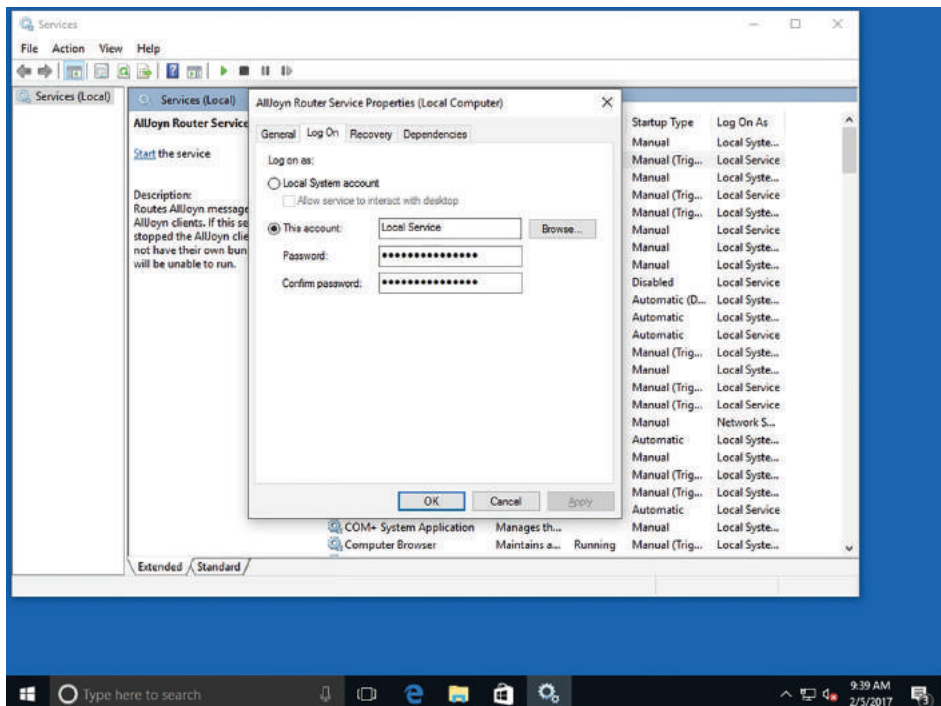 Services
File Action View Help
Services (Local)
Services (Local)
AllJoyn Router Service
Start the service
Description:
Routes AllJoyn message
AllJoyn clients. If this se
stopped the AllJoyn clie
not have their own bun
will be unable to run.
AllJoyn Router Service Properties (Local Computer)
General Log On Recovery Dependencies
Log on as:
Local System account
Allow service to interact with desktop
This account: Local Service Browse...
Password: •••••••••••••••
Confirm password: •••••••••••••••
OK Cancel Apply
Startup Type Log On As
Manual Local Syste...
Manual (Trig... Local Service
Manual Local Syste...
Manual (Trig... Local Service
Manual (Trig... Local Syste...
Manual Local Service
Manual Local Syste...
Manual Local Syste...
Disabled Local Service
Automatic (D... Local Syste...
Automatic Local Syste...
Automatic Local Service
Manual (Trig... Local Syste...
Manual Local Syste...
Manual (Trig... Local Service
Manual (Trig... Local Service
Manual Network S...
Automatic Local Syste...
Manual Local Syste...
Manual (Trig... Local Syste...
Manual (Trig... Local Syste...
Automatic Local Service
COM+ System Application Manages th... Manual Local Syste...
Computer Browser Maintains a... Running Manual (Trig... Local Syste...
Extended Standard
Type here to search
9:39 AM
2/5/2017
3